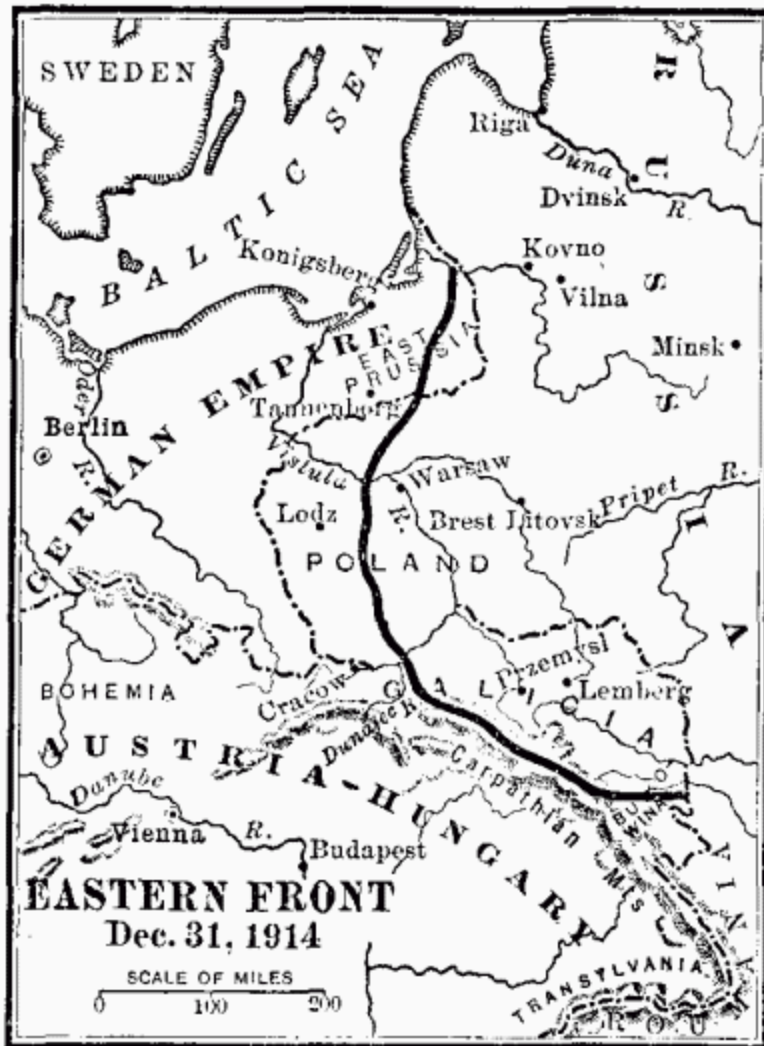 SWEDEN
BALTIC SEA
RUSSIA
Riga
Duna R.
Dvinsk
Konigsberg
Kovno
Vilna
Minsk
EAST PRUSSIA
GERMAN EMPIRE
Tannenberg
Oder R.
Berlin
Vistula R.
Warsaw
Lodz
Brest Litovsk
Pripet R.
POLAND
BOHEMIA
Cracow
GALICIA
Przemysl
Lemberg
Dunajec R.
AUSTRIA-HUNGARY
Carpathian Mts
BUKOWINA
Danube R.
Vienna
Budapest
EASTERN FRONT
Dec. 31, 1914
SCALE OF MILES
0 100 200
TRANSYLVANIA